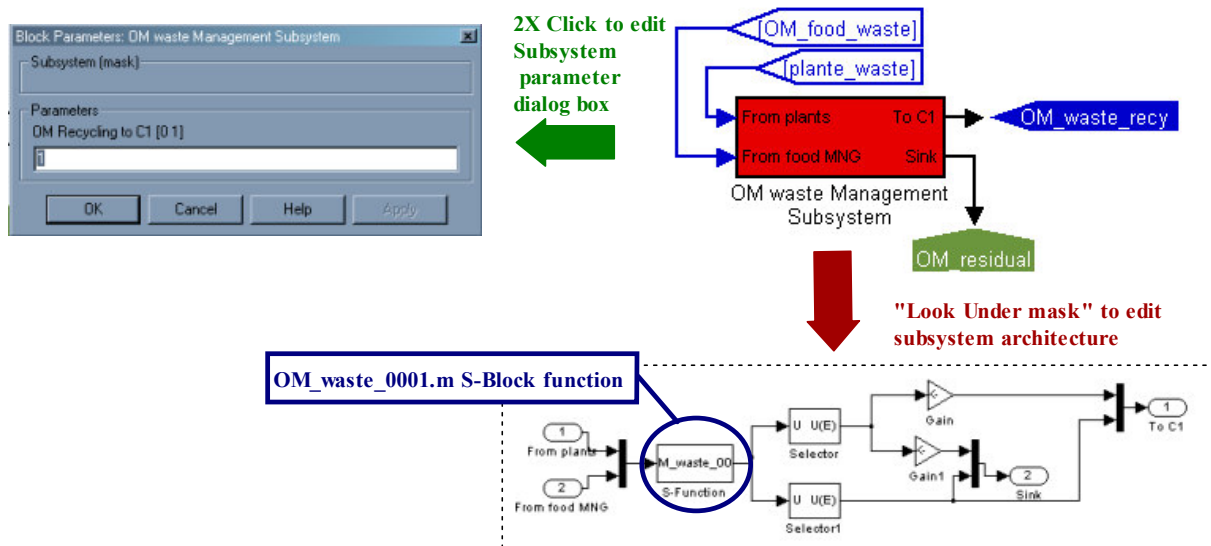 Block Parameters: OM waste Management Subsystem
Subsystem (mask)
Parameters
OM Recycling to C1 [0 1]
1
OK
Cancel
Help
Apply
2X Click to edit
Subsystem
parameter
dialog box
[OM_food_waste]
[plante_waste]
From plants
To C1
From food MNG
Sink
OM_waste_recy
OM waste Management
Subsystem
OM_residual
"Look Under mask" to edit
subsystem architecture
OM_waste_0001.m S-Block function
1
From plants
2
From food MNG
M_waste_00
S-Function
U U(E)
Selector
U U(E)
Selector1
Gain
Gain1
1
To C1
2
Sink